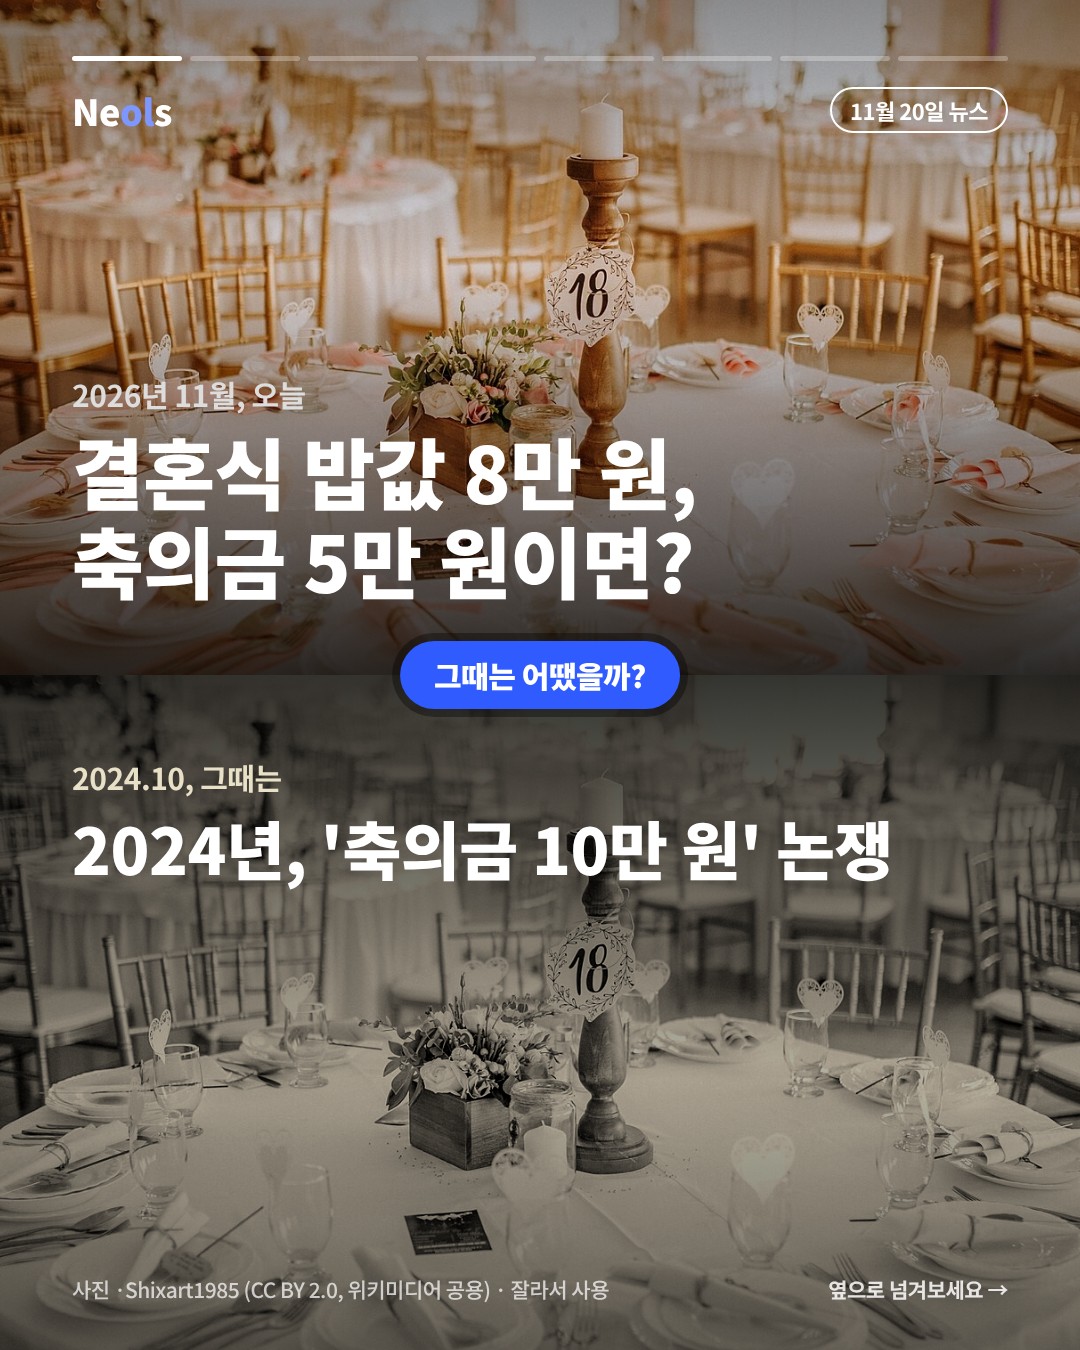 Neols
11월 20일 뉴스
18
2026년 11월, 오늘
결혼식 밥값 8만 원,
축의금 5만 원이면?
그때는 어땠을까?
2024.10, 그때는
2024년, '축의금 10만 원' 논쟁
18
사진 ·Shixart1985 (CC BY 2.0, 위키미디어 공용) · 잘라서 사용
옆으로 넘겨보세요 →